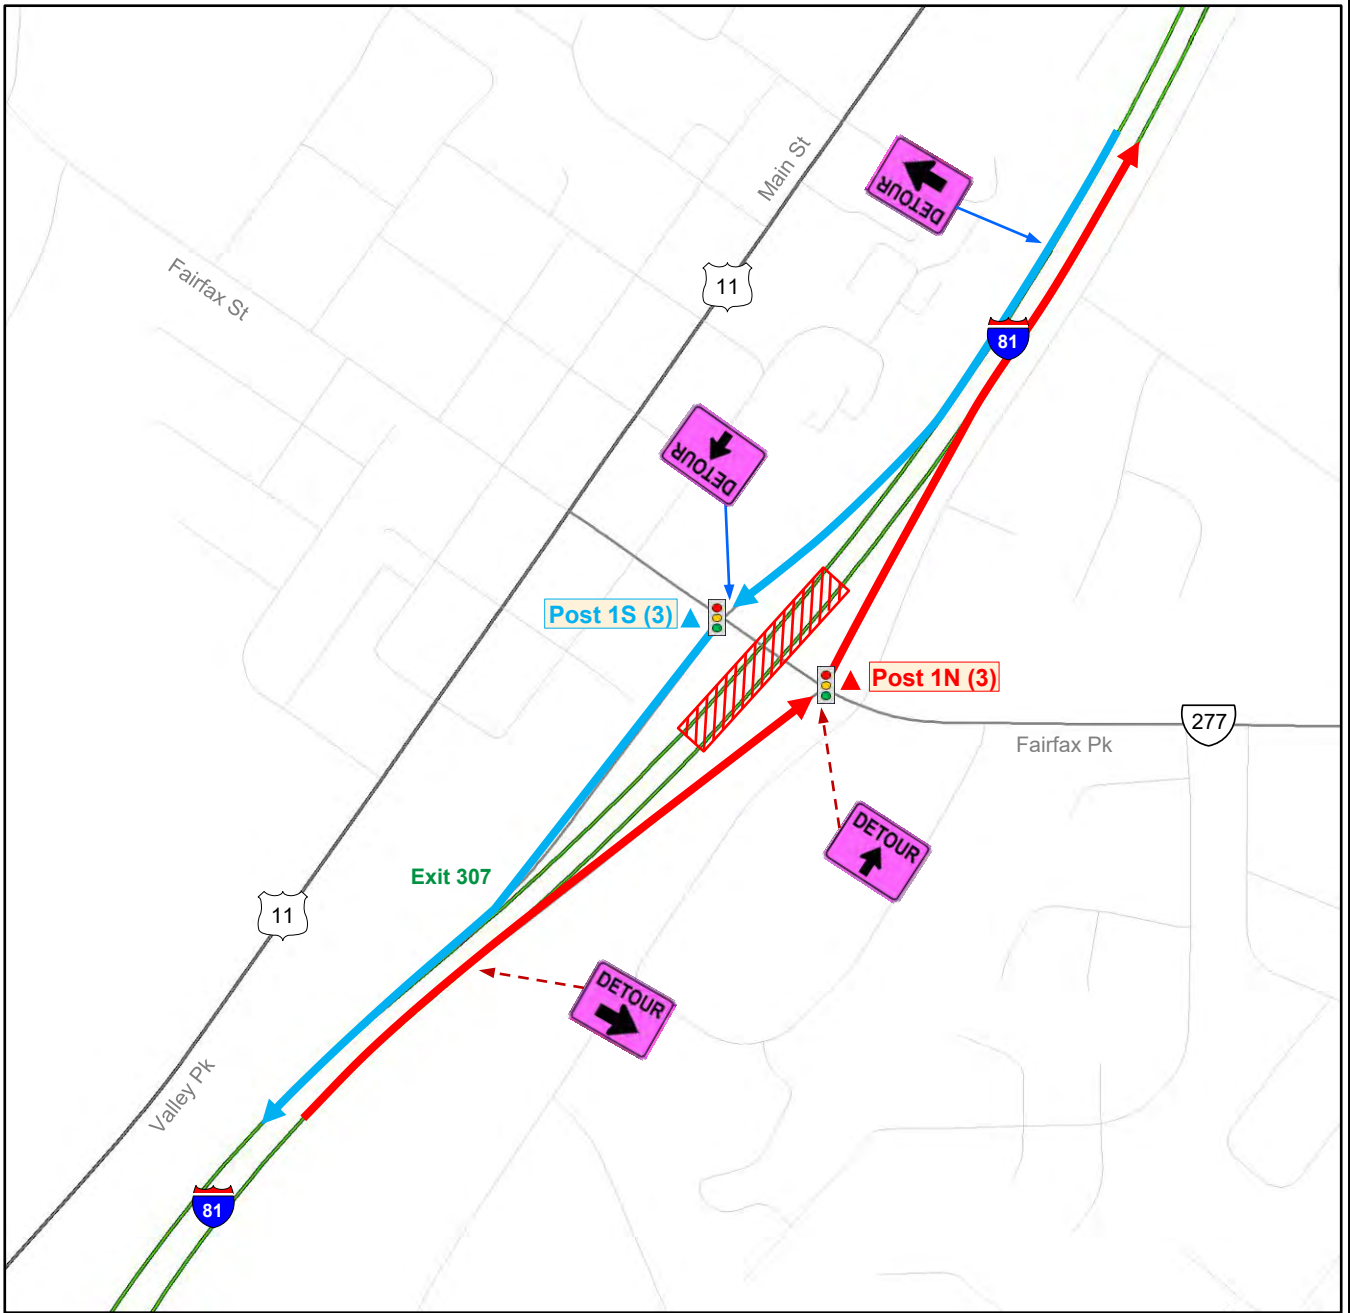 Main St
DETOUR
11
Fairfax St
81
DETOUR
Post 1S (3)
Post 1N (3)
277
Fairfax Pk
DETOUR
Exit 307
11
DETOUR
Valley Pk
81